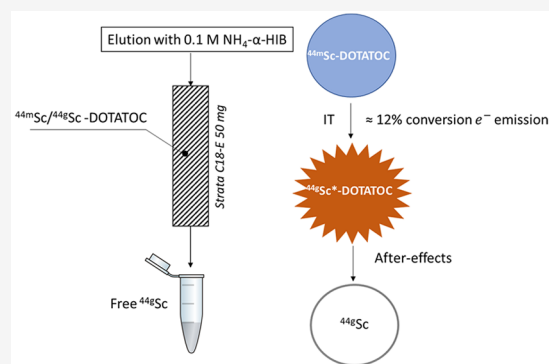 Elution with 0.1 M NH₄-α-HIB
⁴⁴ᵐSc/⁴⁴ᵍSc -DOTATOC
Strata C18-E 50 mg
Free ⁴⁴ᵍSc
⁴⁴ᵐSc-DOTATOC
IT ≈ 12% conversion e⁻ emission
⁴⁴ᵍSc*-DOTATOC
After-effects
⁴⁴ᵍSc